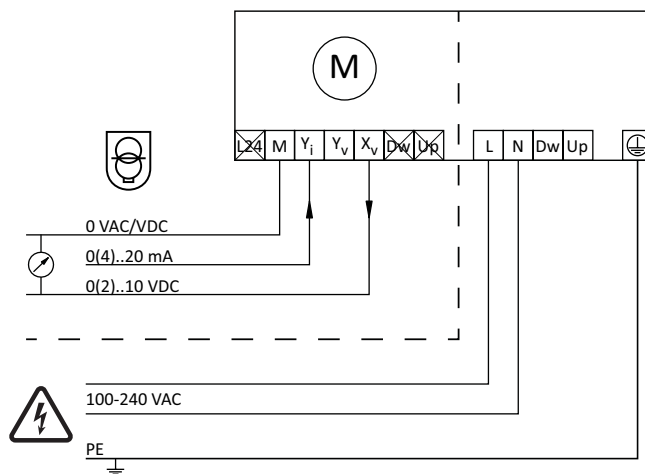 M
L24 M Yi Yv Xv Dw Up L N Dw Up
0 VAC/VDC
0(4)..20 mA
0(2)..10 VDC
100-240 VAC
PE